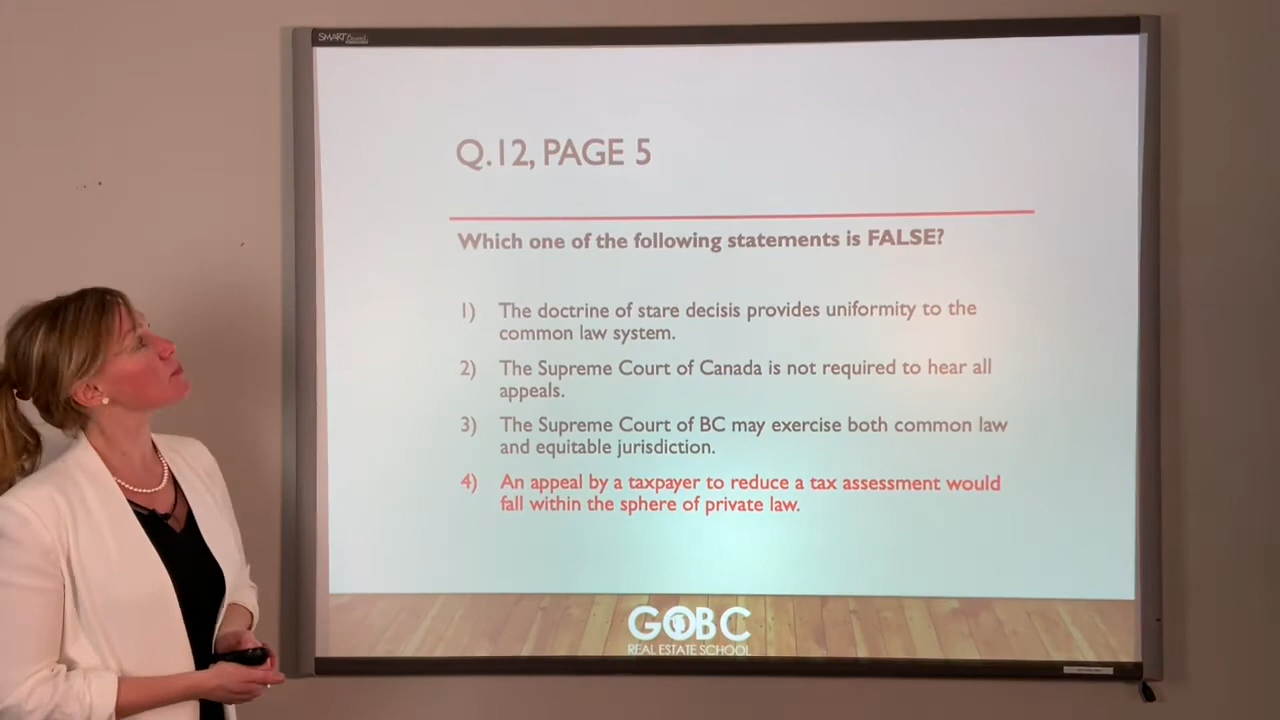 SMART
Q.12, PAGE 5
Which one of the following statements is FALSE?
1) The doctrine of stare decisis provides uniformity to the
common law system.
2) The Supreme Court of Canada is not required to hear all
appeals.
3) The Supreme Court of BC may exercise both common law
and equitable jurisdiction.
4) An appeal by a taxpayer to reduce a tax assessment would
fall within the sphere of private law.
GOBC
REAL ESTATE SCHOOL